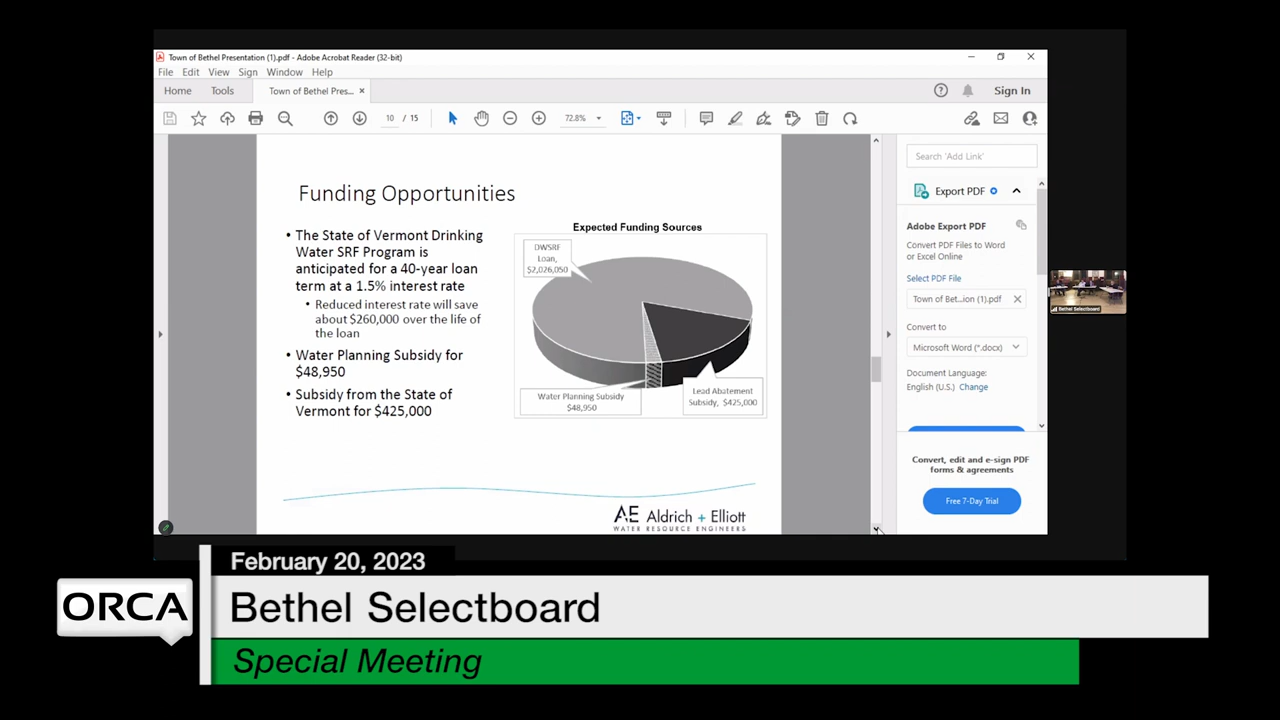 Town of Bethel Presentation (1).pdf - Adobe Acrobat Reader (32-bit)
File Edit View Sign Window Help
Home Tools Town of Bethel Pres... × Sign In
10 / 15 72.8%
Funding Opportunities
• The State of Vermont Drinking
Water SRF Program is
anticipated for a 40-year loan
term at a 1.5% interest rate
• Reduced interest rate will save
about $260,000 over the life of
the loan
• Water Planning Subsidy for
$48,950
• Subsidy from the State of
Vermont for $425,000
Expected Funding Sources
DWSRF
Loan,
$2,026,050
Water Planning Subsidy
$48,950
Lead Abatement
Subsidy, $425,000
AE Aldrich + Elliott
WATER RESOURCE ENGINEERS
Search 'Add Link'
Export PDF
Adobe Export PDF
Convert PDF Files to Word
or Excel Online
Select PDF File
Town of Bet...ion (1).pdf ×
Convert to
Microsoft Word (*.docx)
Document Language:
English (U.S.) Change
Convert, edit and e-sign PDF
forms & agreements
Free 7-Day Trial
Bethel Selectboard
February 20, 2023
ORCA
Bethel Selectboard
Special Meeting